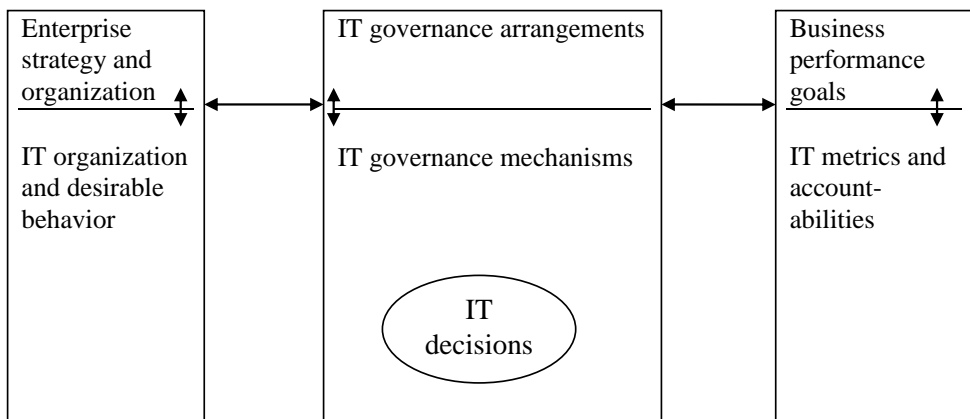 Enterprise
strategy and
organization
IT organization
and desirable
behavior
IT governance arrangements
IT governance mechanisms
IT
decisions
Business
performance
goals
IT metrics and
account-
abilities